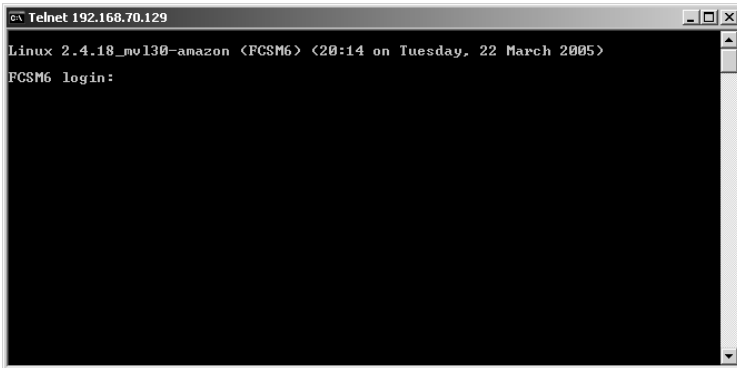 Telnet 192.168.70.129
Linux 2.4.18_mvl30-amazon (FCSM6) (20:14 on Tuesday, 22 March 2005)
FCSM6 login: